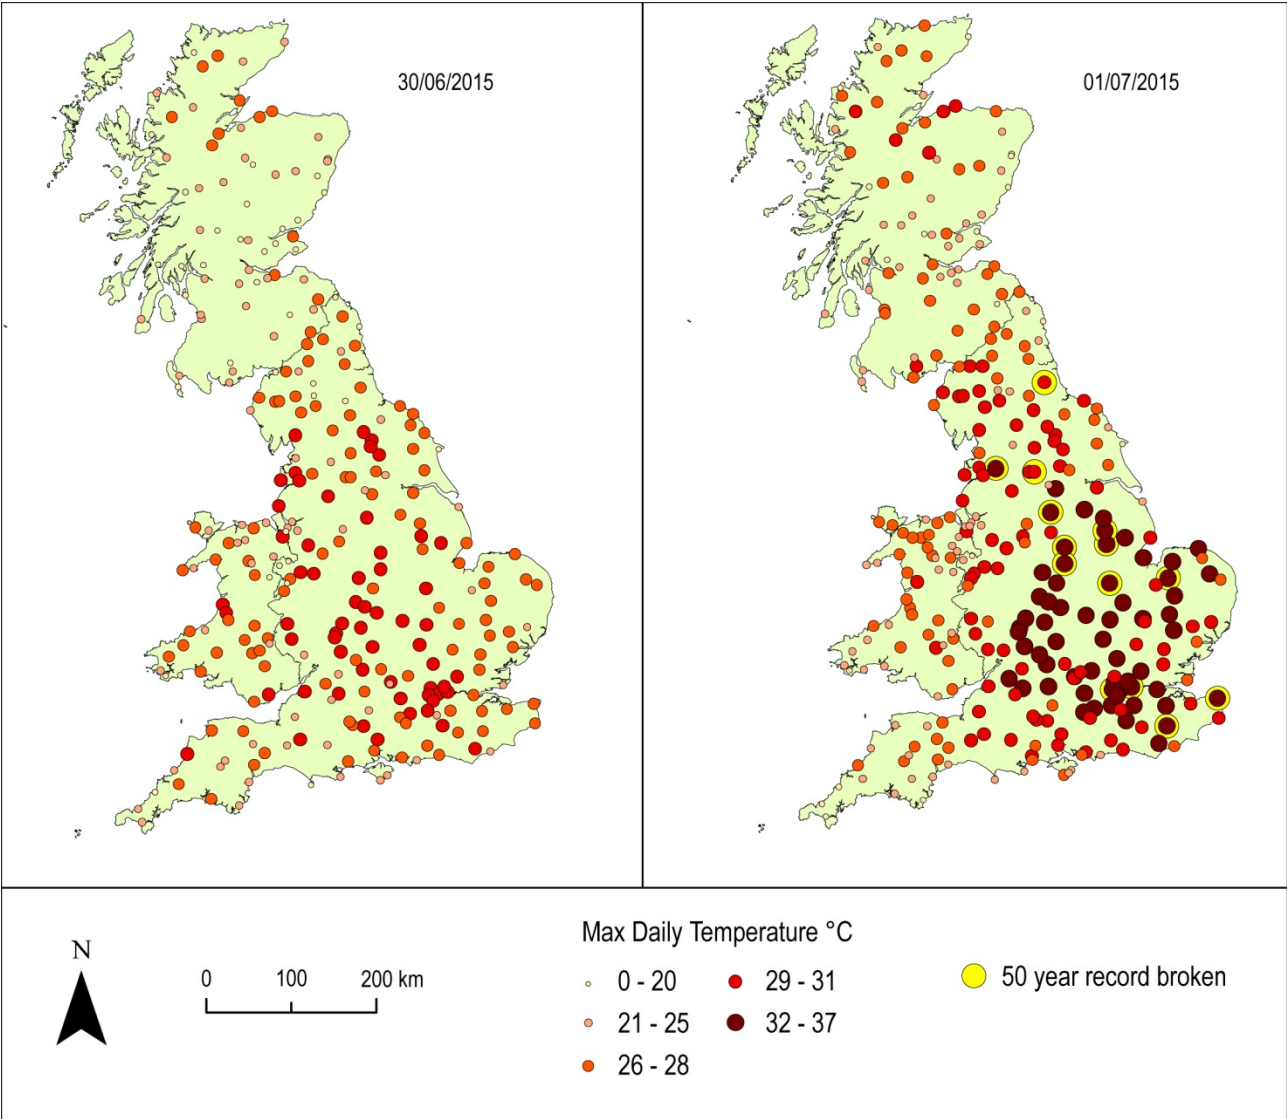 30/06/2015
01/07/2015
N
0 100 200 km
Max Daily Temperature °C
0 - 20
21 - 25
26 - 28
29 - 31
32 - 37
50 year record broken